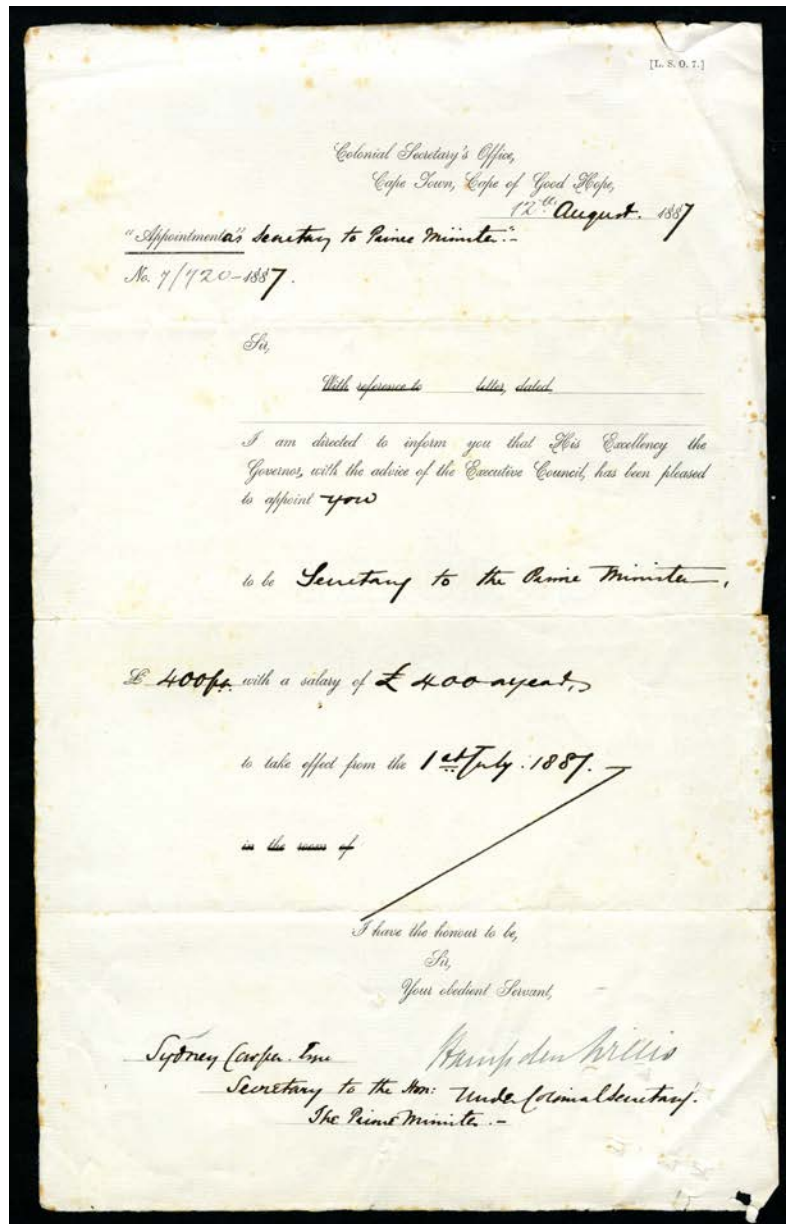 [L. S. O. 7.]
Colonial Secretary's Office,
Cape Town, Cape of Good Hope,
12th August. 1887
"Appointment as Secretary to Prime Minister."-
No. 7/720-1887.
Sir,
With reference to letter, dated
I am directed to inform you that His Excellency the
Governor, with the advice of the Executive Council, has been pleased
to appoint you
to be Secretary to the Prime Minister,
£ 400 with a salary of £ 400 a year,
to take effect from the 1st July. 1887.-
in the room of
I have the honour to be,
Sir,
Your obedient Servant,
Sydney Cowper. Esqre Hampden Willis
Secretary to the Hon: Under Colonial Secretary.
The Prime Minister.-